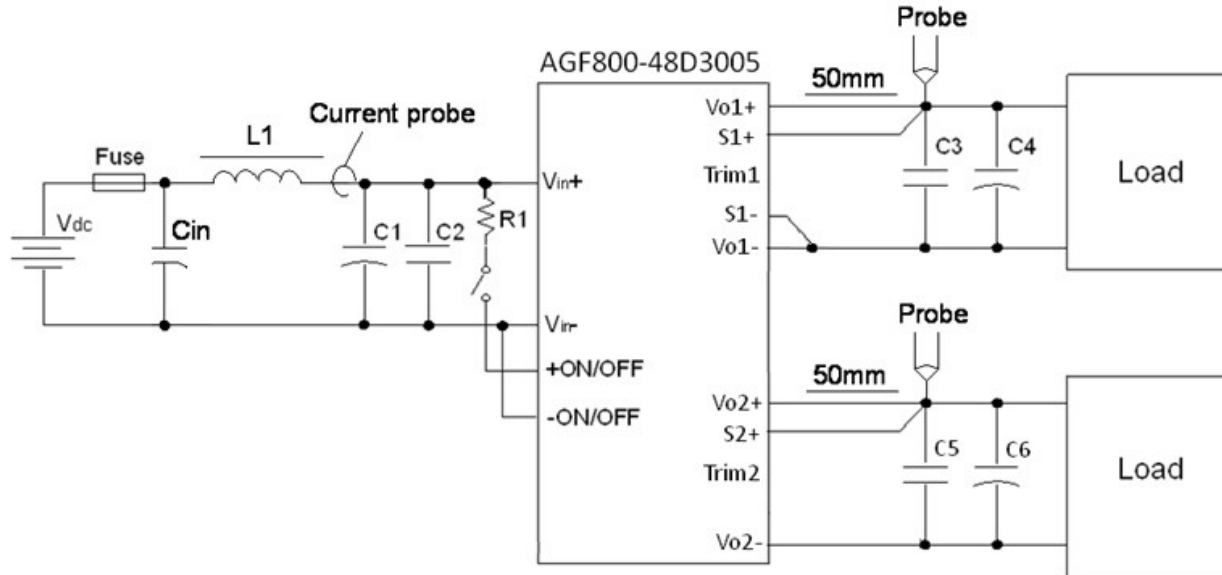 Probe
AGF800-48D3005
50mm
Vo1+
Current probe
S1+
L1
C3
C4
Fuse
Trim1
Load
Vin+
S1-
Vdc
Cin
C1
C2
R1
Vo1-
Probe
Vin-
+ON/OFF
50mm
-ON/OFF
Vo2+
S2+
C5
C6
Trim2
Load
Vo2-